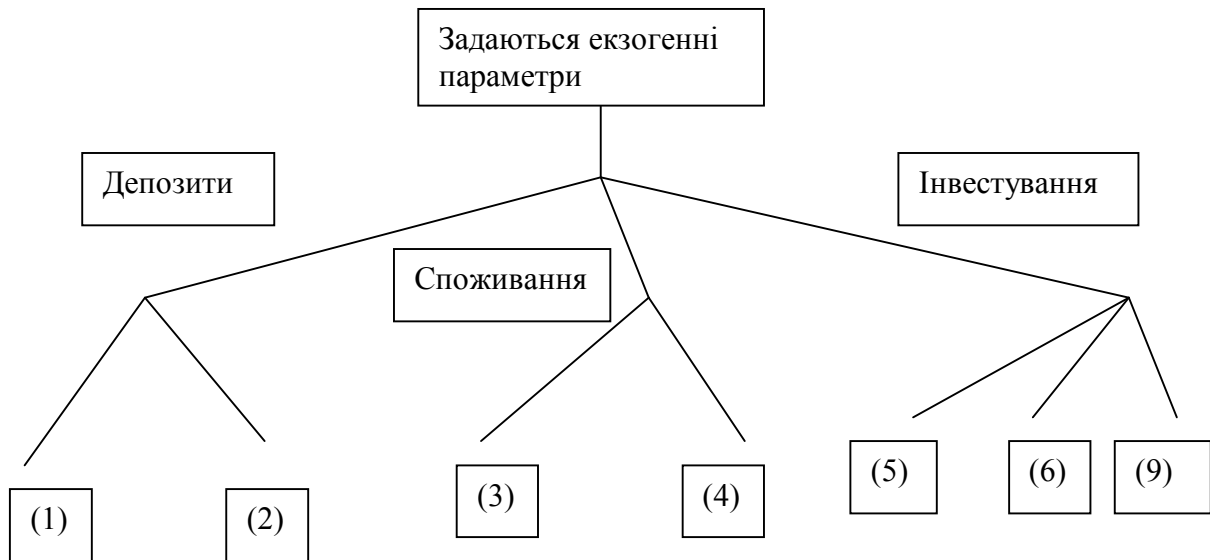 Задаються екзогенні
параметри
Депозити
Інвестування
Споживання
(1)
(2)
(3)
(4)
(5)
(6)
(9)